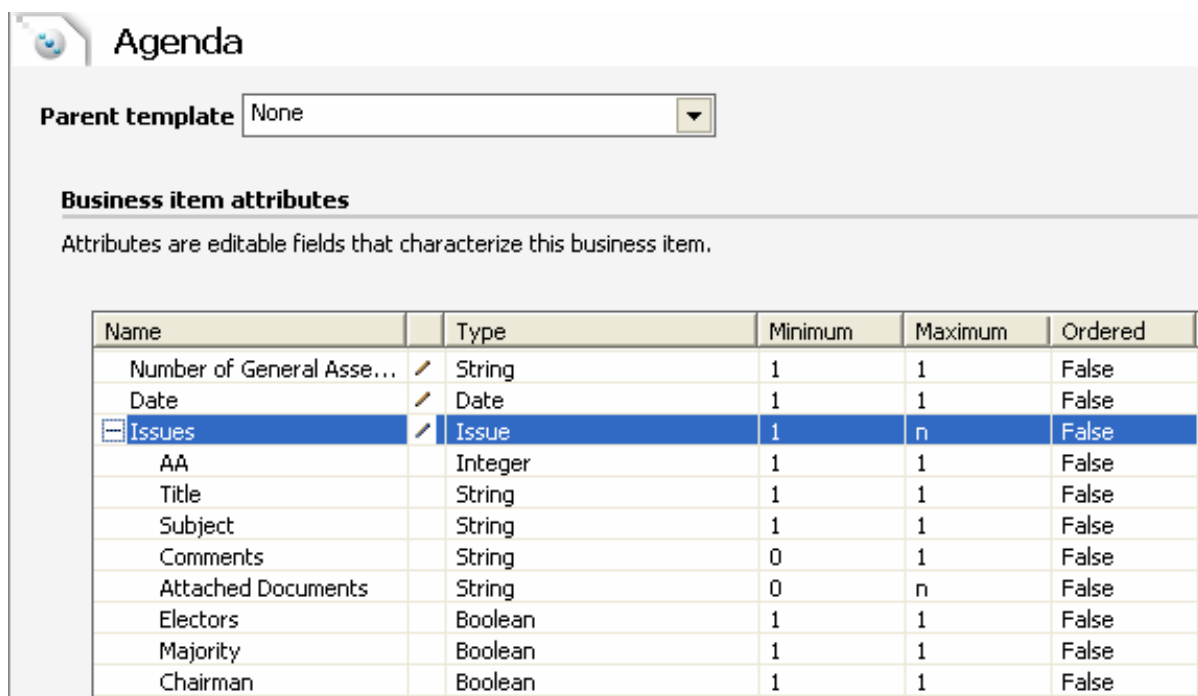 Agenda
Parent template None
Business item attributes
Attributes are editable fields that characterize this business item.
Name Type Minimum Maximum Ordered
Number of General Asse... String 1 1 False
Date Date 1 1 False
Issues Issue 1 n False
AA Integer 1 1 False
Title String 1 1 False
Subject String 1 1 False
Comments String 0 1 False
Attached Documents String 0 n False
Electors Boolean 1 1 False
Majority Boolean 1 1 False
Chairman Boolean 1 1 False